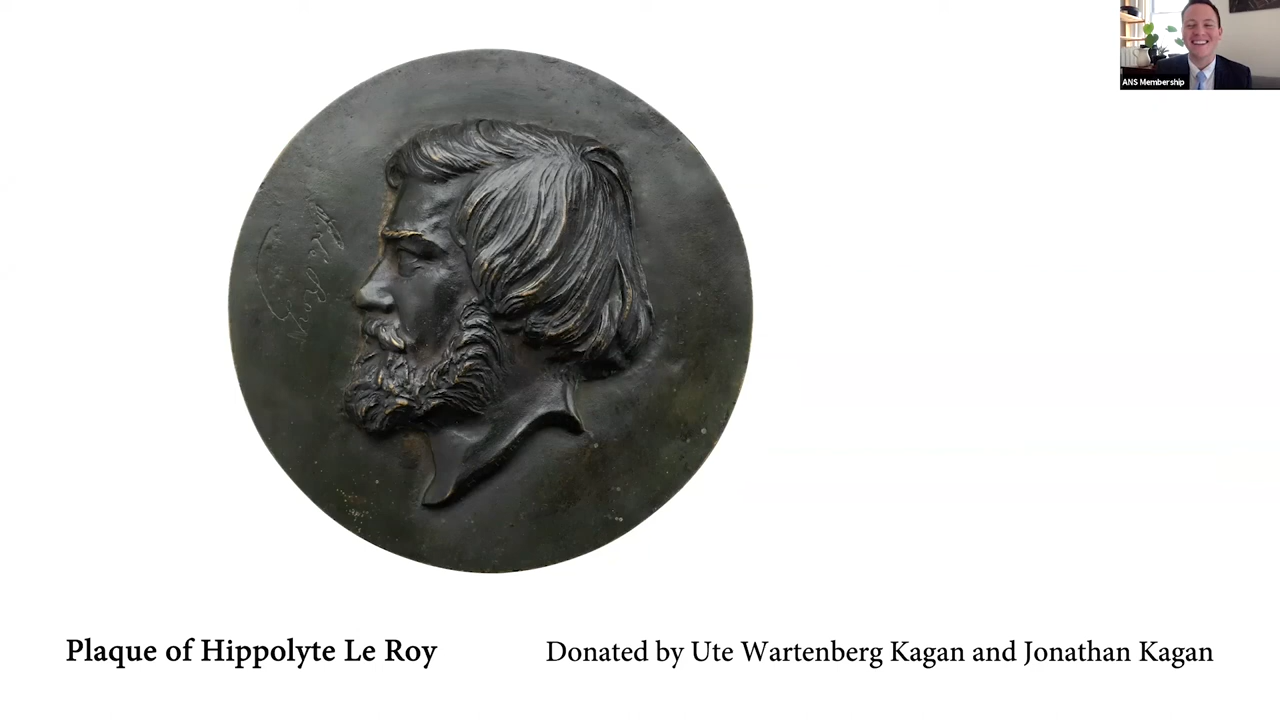 ANS Membership
Plaque of Hippolyte Le Roy
Donated by Ute Wartenberg Kagan and Jonathan Kagan